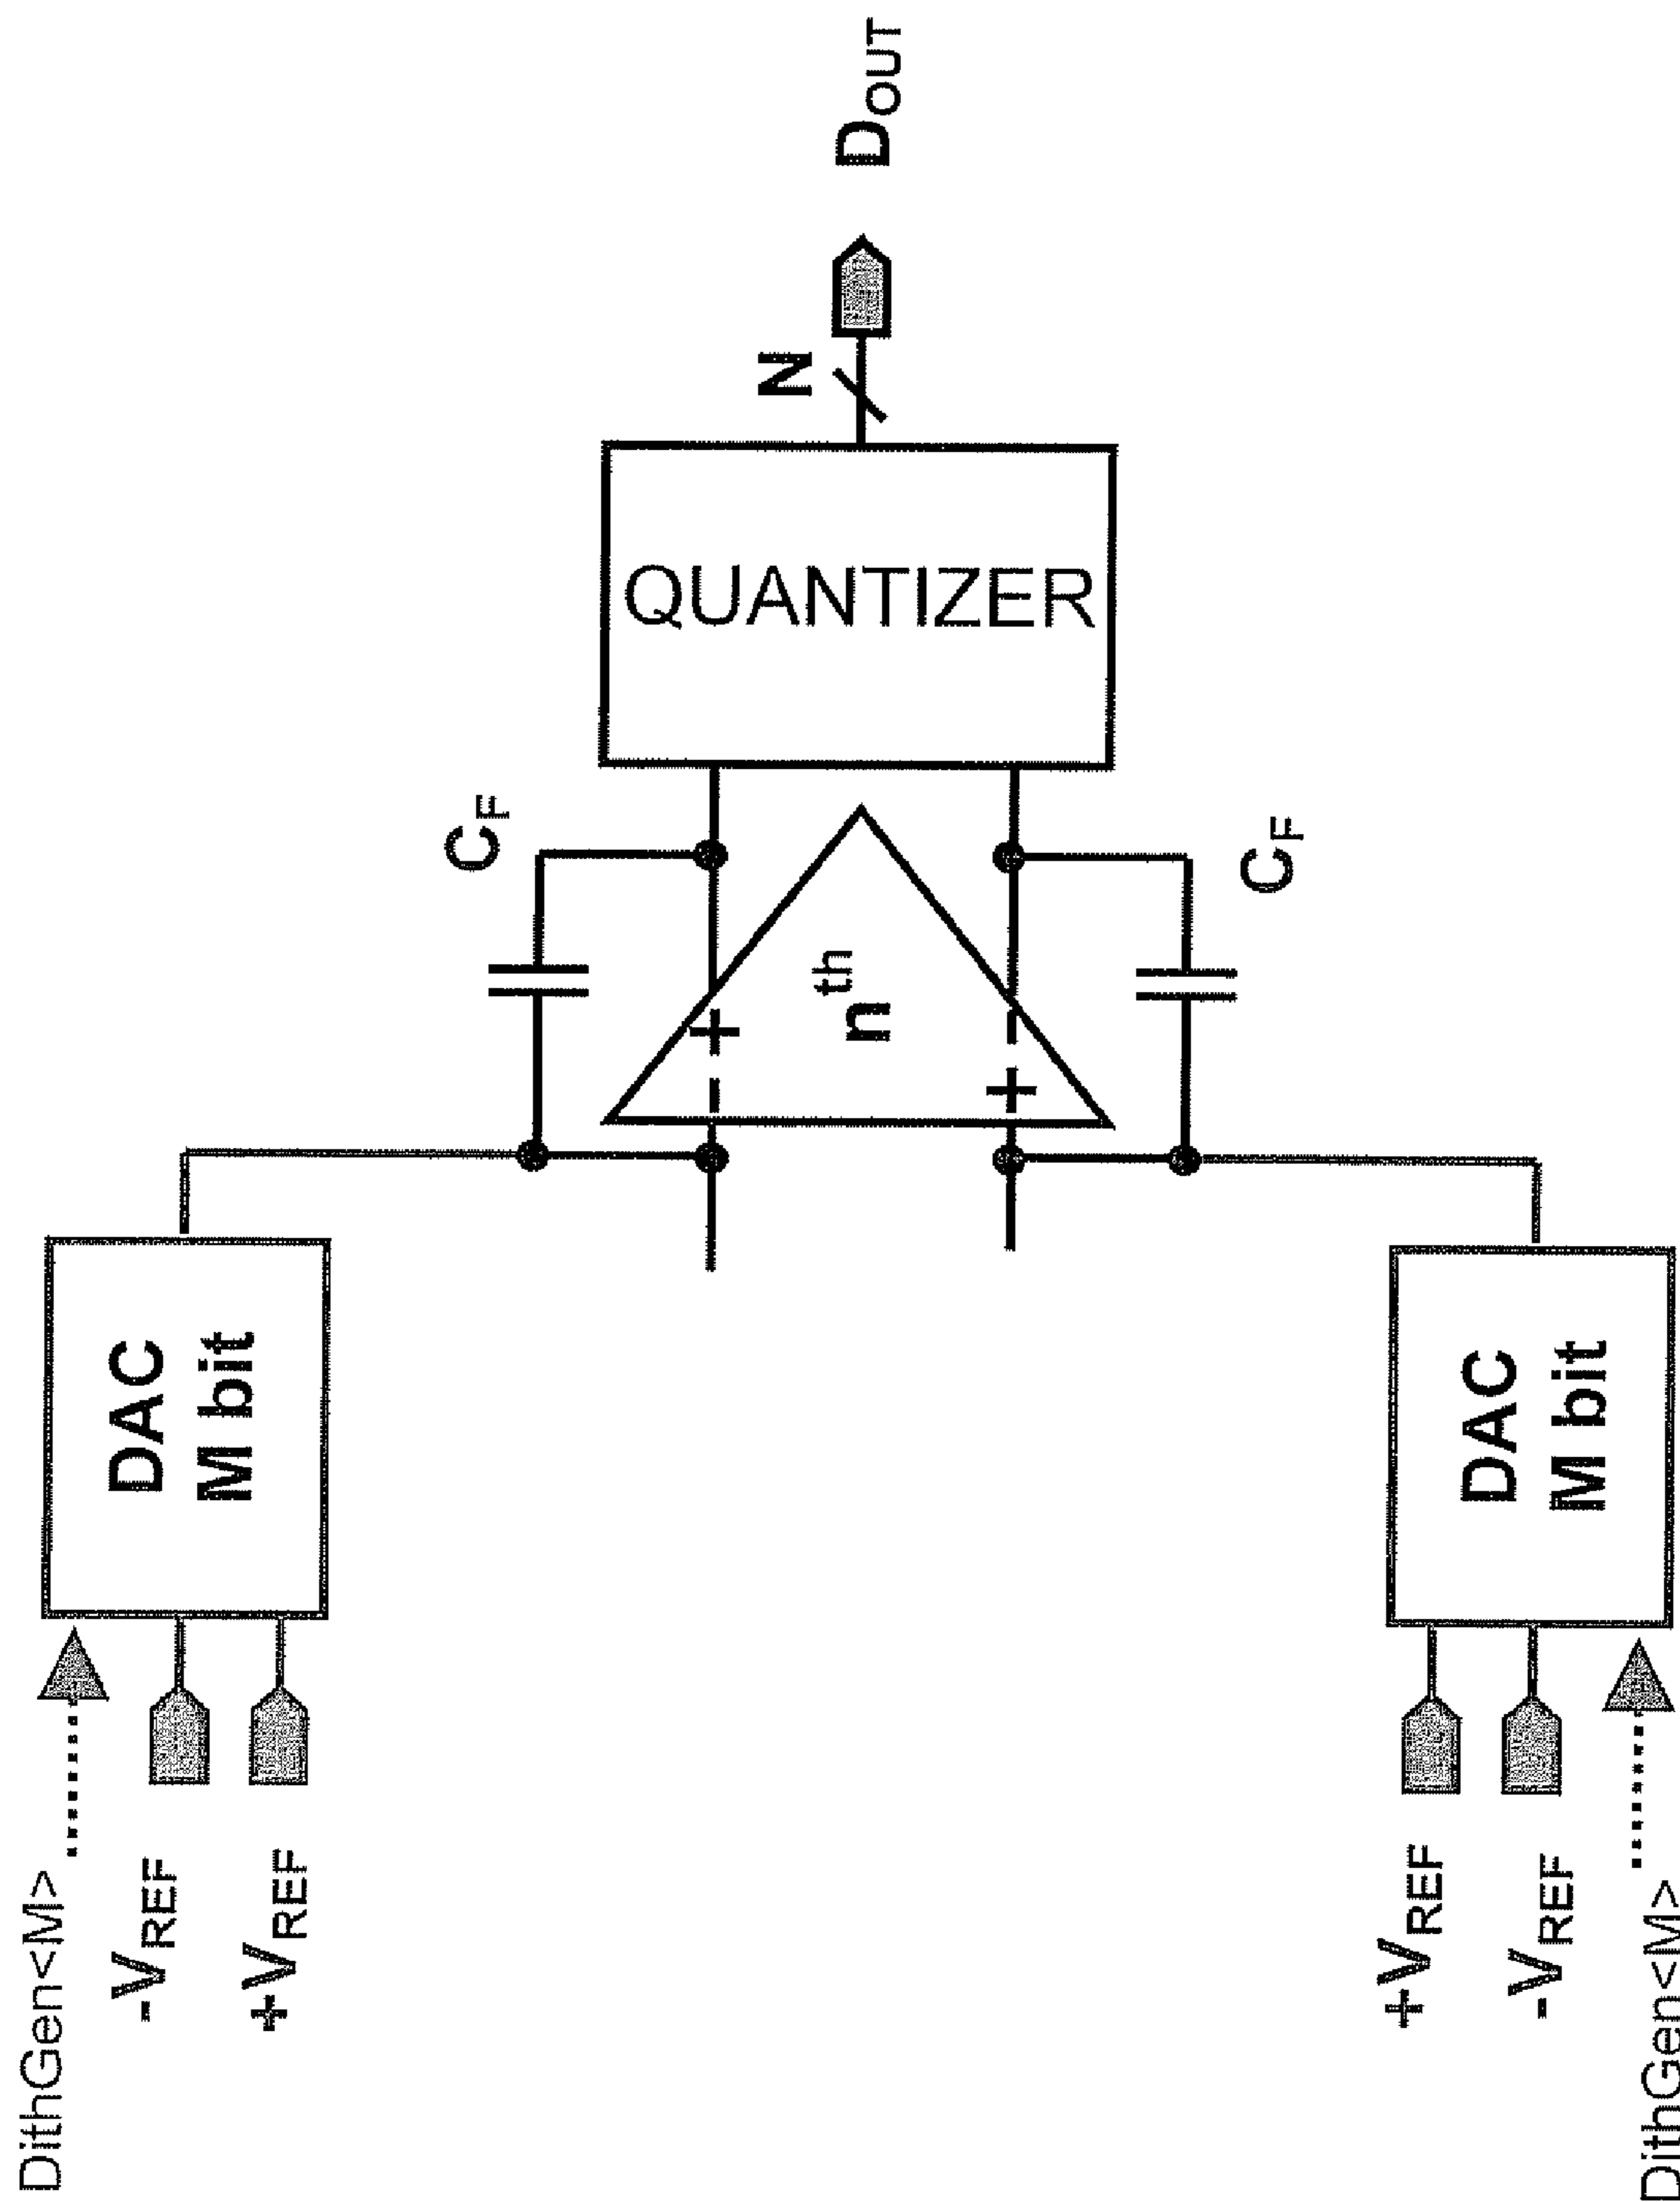 DithGen<M>
-VREF
+VREF
DAC
M bit
CF
nth
- +
+ -
QUANTIZER
N
DOUT
CF
+VREF
-VREF
DAC
M bit
DithGen<M>